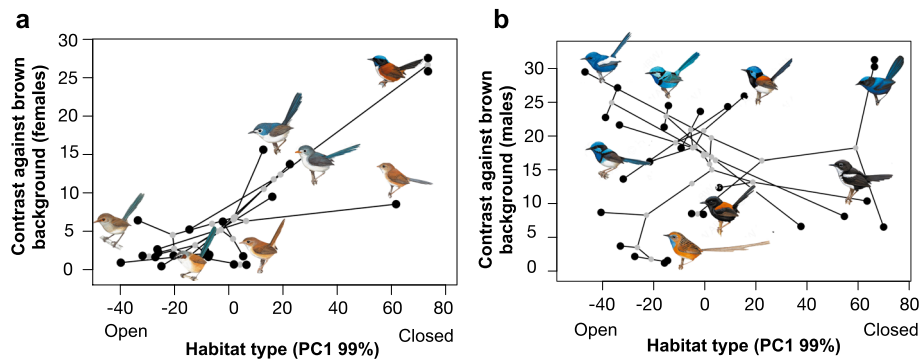 a
Contrast against brown
background (females)
30
25
20
15
10
5
0
-40
-20
0
20
40
60
80
Open
Closed
Habitat type (PC1 99%)
b
Contrast against brown
background (males)
30
25
20
15
10
5
0
-40
-20
0
20
40
60
80
Open
Closed
Habitat type (PC1 99%)